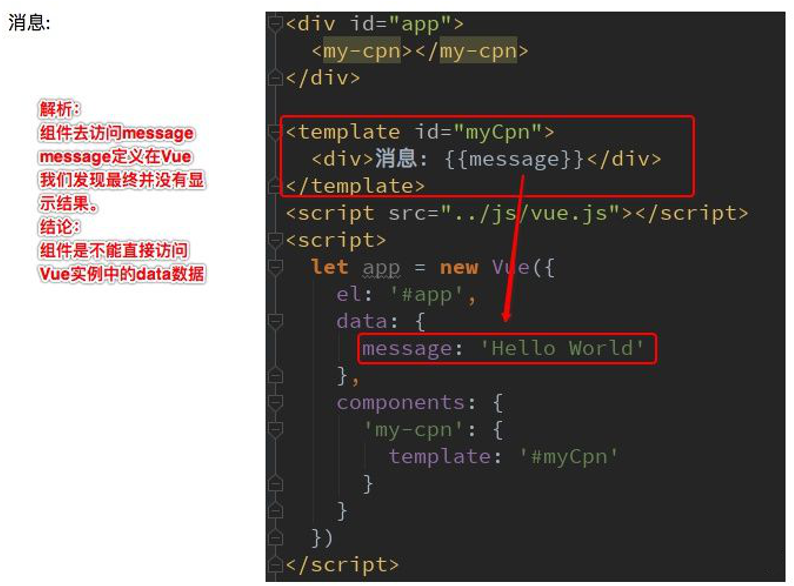 消息:
解析：
组件去访问message
message定义在Vue
我们发现最终并没有显
示结果。
结论：
组件是不能直接访问
Vue实例中的data数据
<div id="app">
  <my-cpn></my-cpn>
</div>
<template id="myCpn">
  <div>消息: {{message}}</div>
</template>
<script src="../js/vue.js"></script>
<script>
  let app = new Vue({
    el: '#app',
    data: {
      message: 'Hello World'
    },
    components: {
      'my-cpn': {
        template: '#myCpn'
      }
    }
  })
</script>